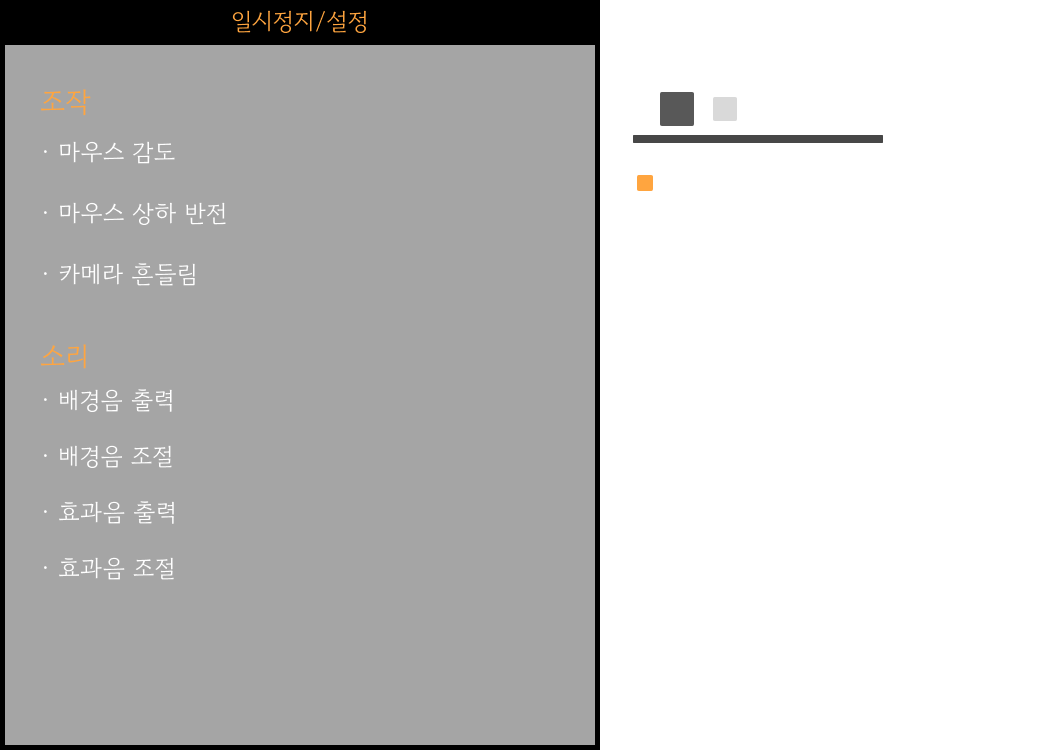 일시정지/설정
조작
· 마우스 감도
· 마우스 상하 반전
· 카메라 흔들림
소리
· 배경음 출력
· 배경음 조절
· 효과음 출력
· 효과음 조절